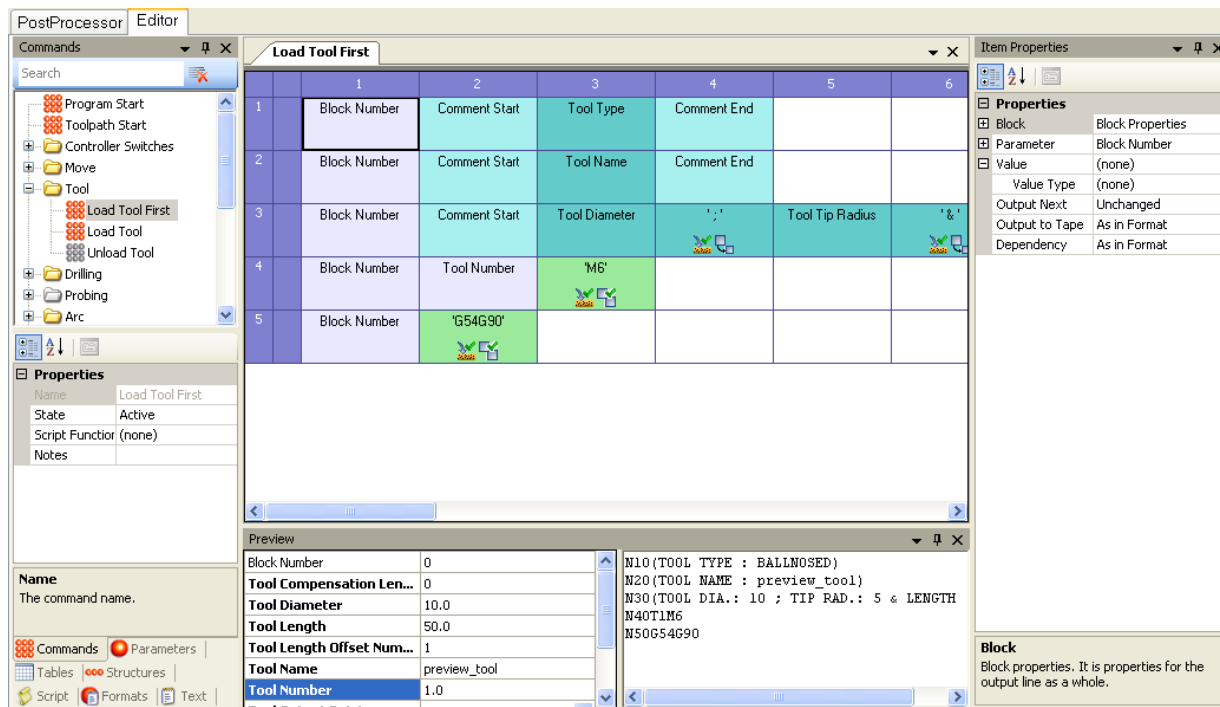 PostProcessor Editor
Commands
Search
Program Start
Toolpath Start
Controller Switches
Move
Tool
Load Tool First
Load Tool
Unload Tool
Drilling
Probing
Arc
Properties
Name Load Tool First
State Active
Script Function (none)
Notes
Name
The command name.
Commands Parameters
Tables Structures
Script Formats Text
Load Tool First
1 2 3 4 5 6
1 Block Number Comment Start Tool Type Comment End
2 Block Number Comment Start Tool Name Comment End
3 Block Number Comment Start Tool Diameter ';' Tool Tip Radius '&'
4 Block Number Tool Number 'M6'
5 Block Number 'G54G90'
Preview
Block Number 0
Tool Compensation Len... 0
Tool Diameter 10.0
Tool Length 50.0
Tool Length Offset Num... 1
Tool Name preview_tool
Tool Number 1.0
N10(TOOL TYPE : BALLNOSED)
N20(TOOL NAME : preview_tool)
N30(TOOL DIA.: 10 ; TIP RAD.: 5 & LENGTH
N40T1M6
N50G54G90
Item Properties
Properties
Block Block Properties
Parameter Block Number
Value (none)
Value Type (none)
Output Next Unchanged
Output to Tape As in Format
Dependency As in Format
Block
Block properties. It is properties for the
output line as a whole.